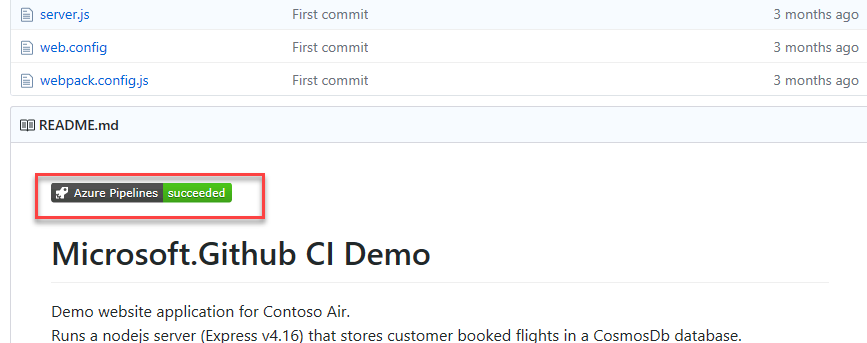 server.js First commit 3 months ago
web.config First commit 3 months ago
webpack.config.js First commit 3 months ago
README.md
Azure Pipelines succeeded
Microsoft.Github CI Demo
Demo website application for Contoso Air.
Runs a nodejs server (Express v4.16) that stores customer booked flights in a CosmosDb database.